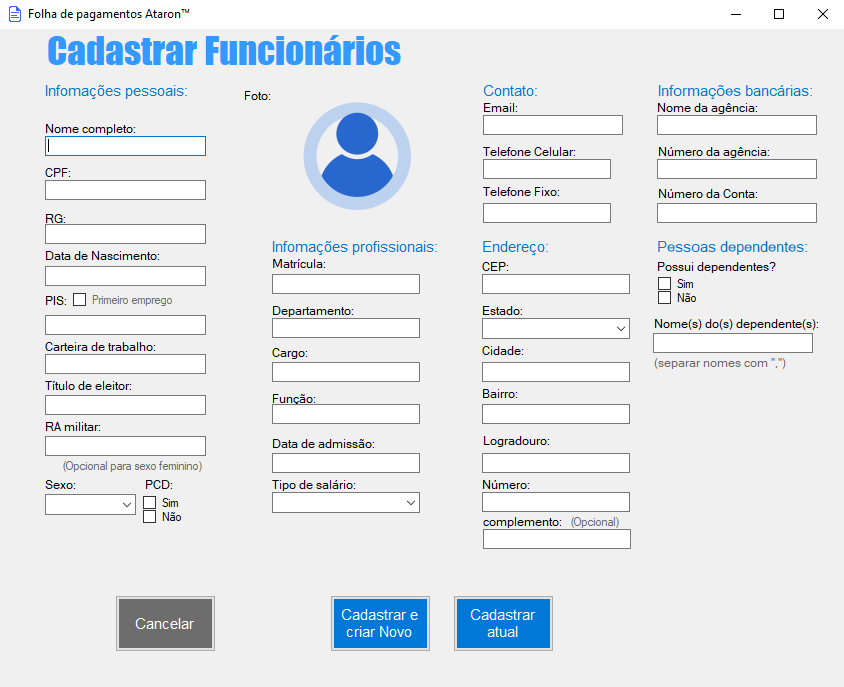 Folha de pagamentos Ataron™
Cadastrar Funcionários
Infomações pessoais:
Nome completo:
CPF:
RG:
Data de Nascimento:
PIS: Primeiro emprego
Carteira de trabalho:
Título de eleitor:
RA militar:
(Opcional para sexo feminino)
Sexo: PCD:
Sim
Não
Foto:
Infomações profissionais:
Matrícula:
Departamento:
Cargo:
Função:
Data de admissão:
Tipo de salário:
Contato:
Email:
Telefone Celular:
Telefone Fixo:
Endereço:
CEP:
Estado:
Cidade:
Bairro:
Logradouro:
Número:
complemento: (Opcional)
Informações bancárias:
Nome da agência:
Número da agência:
Número da Conta:
Pessoas dependentes:
Possui dependentes?
Sim
Não
Nome(s) do(s) dependente(s):
(separar nomes com ",")
Cancelar
Cadastrar e
criar Novo
Cadastrar
atual